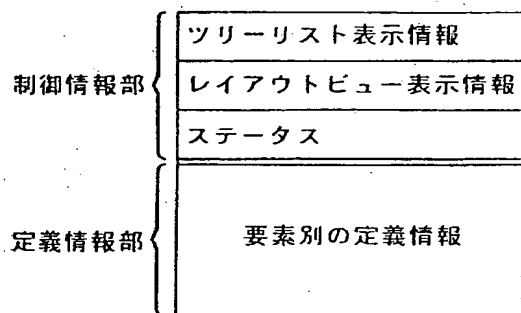 ツリーリスト表示情報
制御情報部
レイアウトビュー表示情報
ステータス
定義情報部
要素別の定義情報